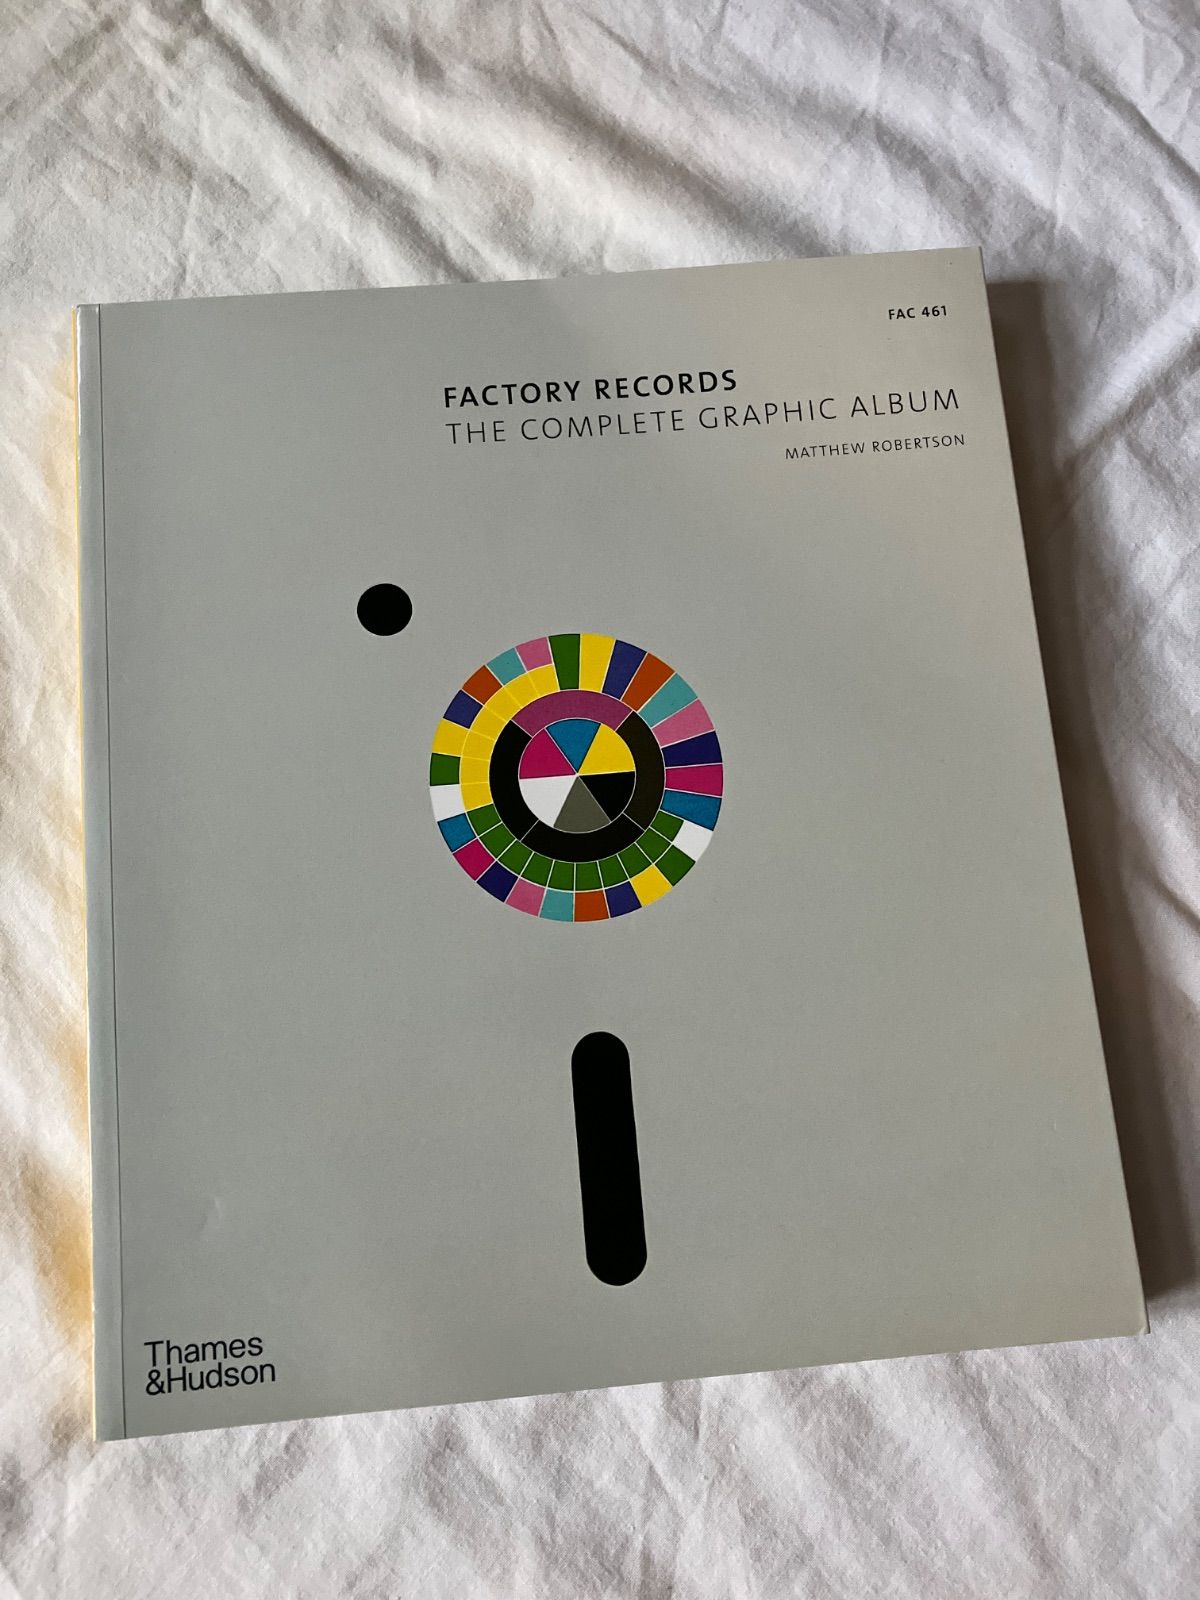 FAC 461
FACTORY RECORDS
THE COMPLETE GRAPHIC ALBUM
MATTHEW ROBERTSON
Thames
&Hudson